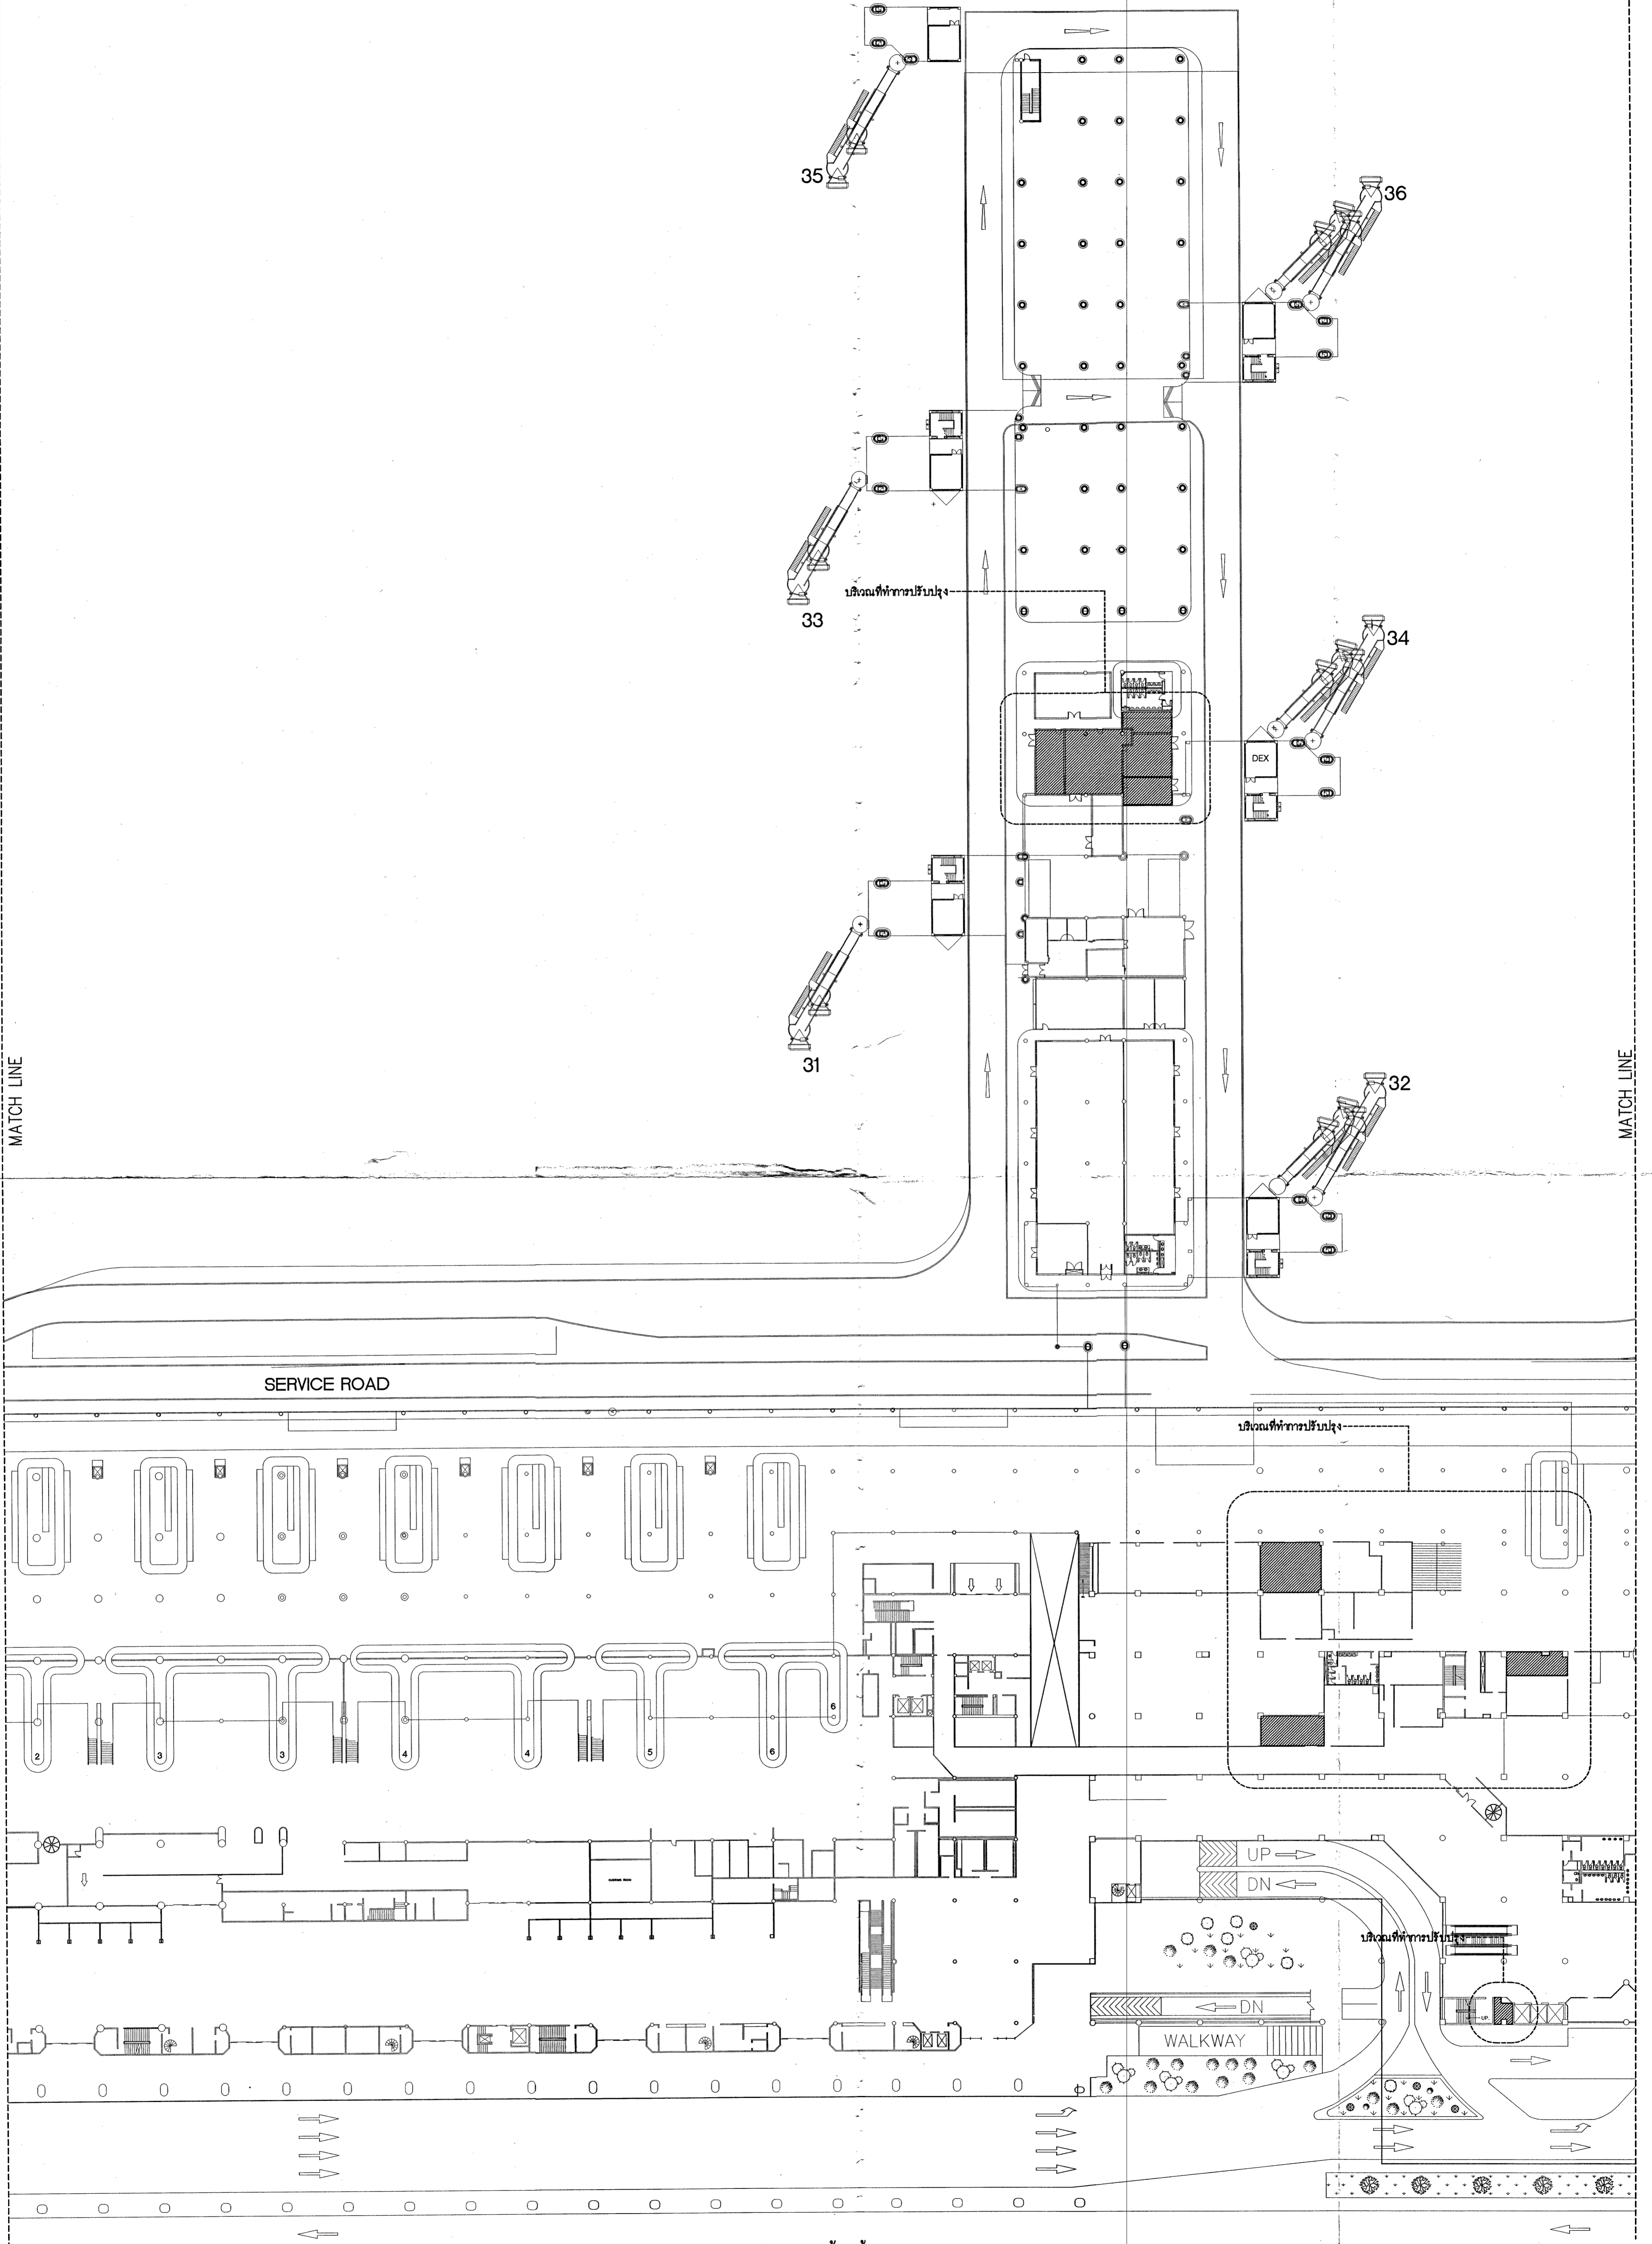 35
36
33
บริเวณที่ทำการปรับปรุง
34
DEX
31
32
MATCH LINE
MATCH LINE
SERVICE ROAD
บริเวณที่ทำการปรับปรุง
2
3
3
4
4
5
6
6
UP
DN
บริเวณที่ทำการปรับปรุง
DN
UP
WALKWAY